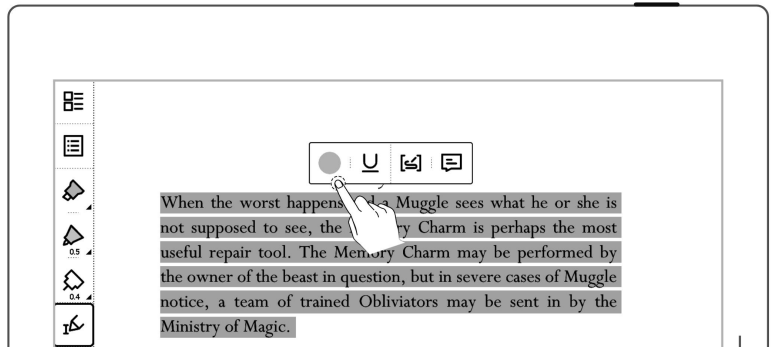 0.5
0.4
When the worst happens a Muggle sees what he or she is
not supposed to see, the Charm is perhaps the most
useful repair tool. The Memory Charm may be performed by
the owner of the beast in question, but in severe cases of Muggle
notice, a team of trained Obliviators may be sent in by the
Ministry of Magic.